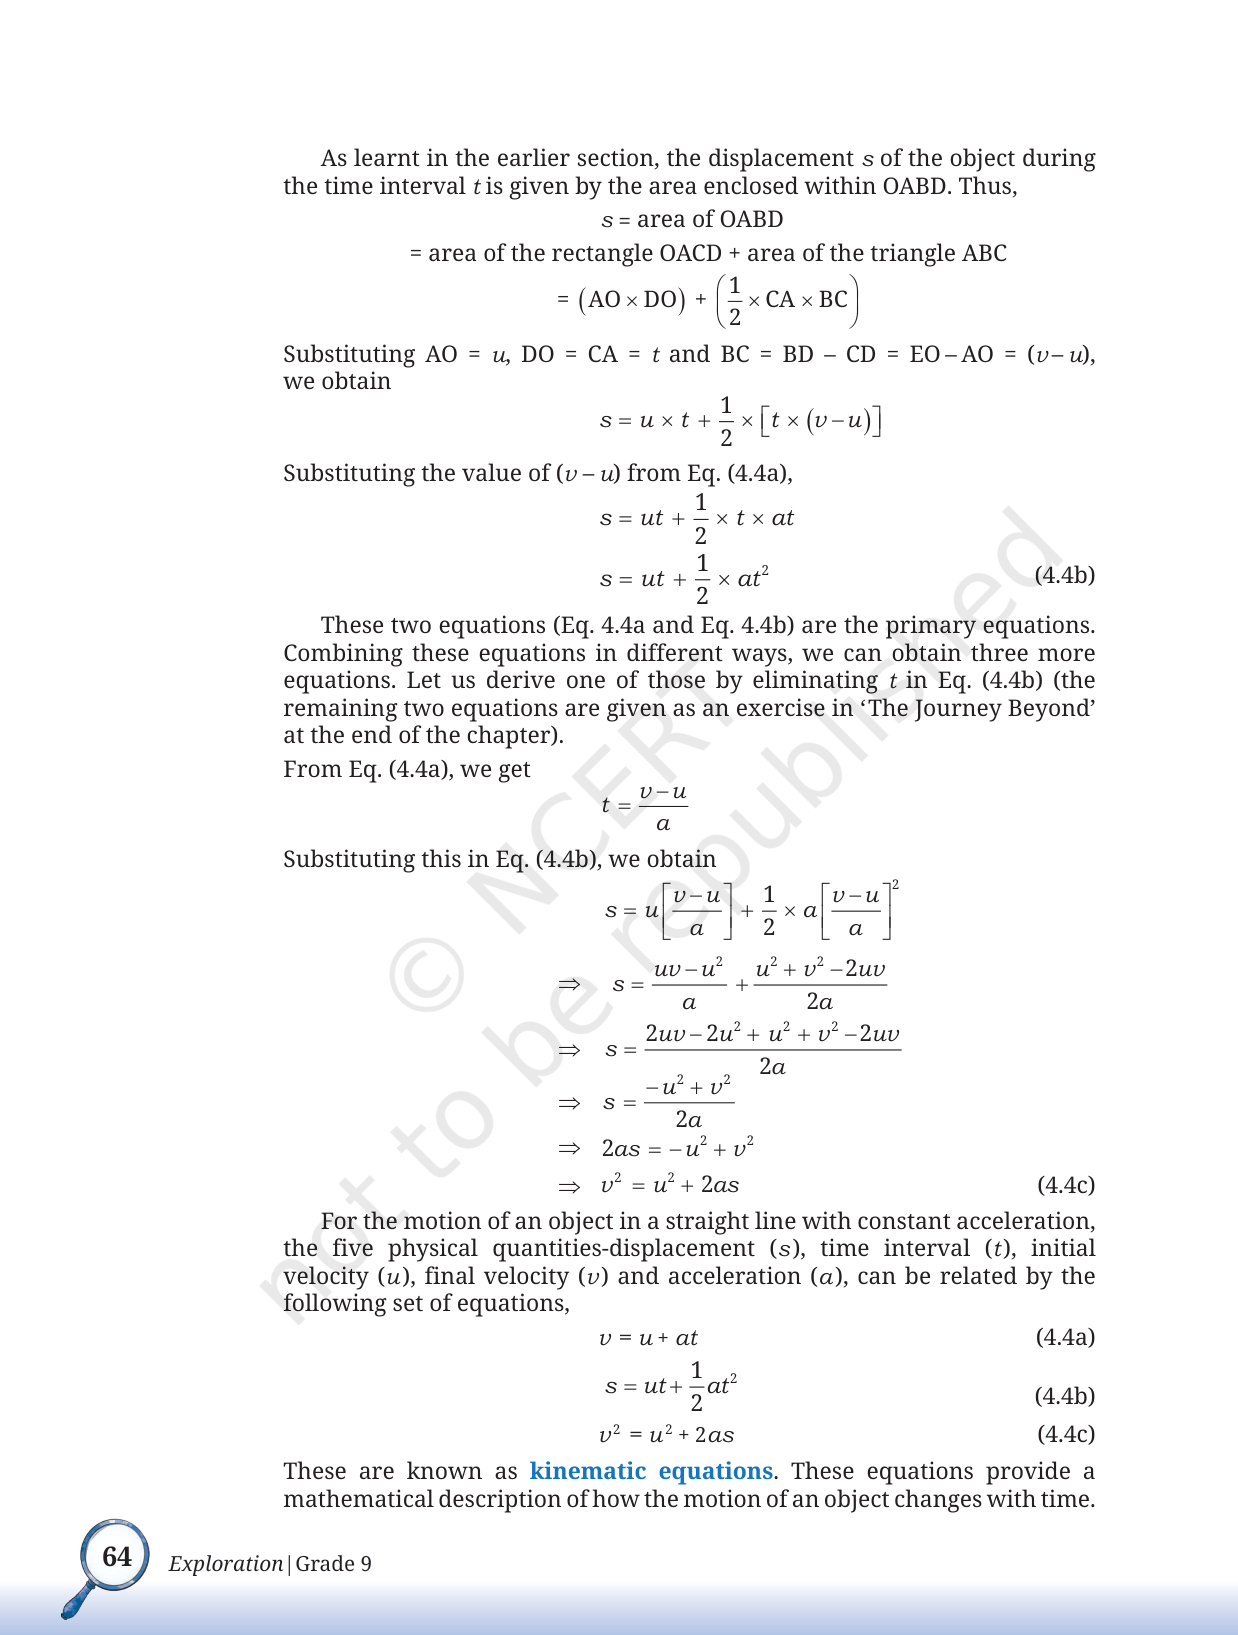 As learnt in the earlier section, the displacement s of the object during
the time interval t is given by the area enclosed within OABD. Thus,
s = area of OABD
= area of the rectangle OACD + area of the triangle ABC
= (AO × DO) + (1/2 × CA × BC)
Substituting AO = u, DO = CA = t and BC = BD – CD = EO – AO = (v – u),
we obtain
s = u × t + 1/2 × [t × (v – u)]
Substituting the value of (v – u) from Eq. (4.4a),
s = ut + 1/2 × t × at
s = ut + 1/2 × at² (4.4b)
These two equations (Eq. 4.4a and Eq. 4.4b) are the primary equations.
Combining these equations in different ways, we can obtain three more
equations. Let us derive one of those by eliminating t in Eq. (4.4b) (the
remaining two equations are given as an exercise in ‘The Journey Beyond’
at the end of the chapter).
From Eq. (4.4a), we get
t = (v – u)/a
Substituting this in Eq. (4.4b), we obtain
s = u[(v – u)/a] + 1/2 × a[(v – u)/a]²
⇒ s = (uv – u²)/a + (u² + v² – 2uv)/2a
⇒ s = (2uv – 2u² + u² + v² – 2uv)/2a
⇒ s = (– u² + v²)/2a
⇒ 2as = – u² + v²
⇒ v² = u² + 2as (4.4c)
For the motion of an object in a straight line with constant acceleration,
the five physical quantities-displacement (s), time interval (t), initial
velocity (u), final velocity (v) and acceleration (a), can be related by the
following set of equations,
v = u + at (4.4a)
s = ut + 1/2 at² (4.4b)
v² = u² + 2as (4.4c)
These are known as kinematic equations. These equations provide a
mathematical description of how the motion of an object changes with time.
64 Exploration|Grade 9
© NCERT
not to be republished